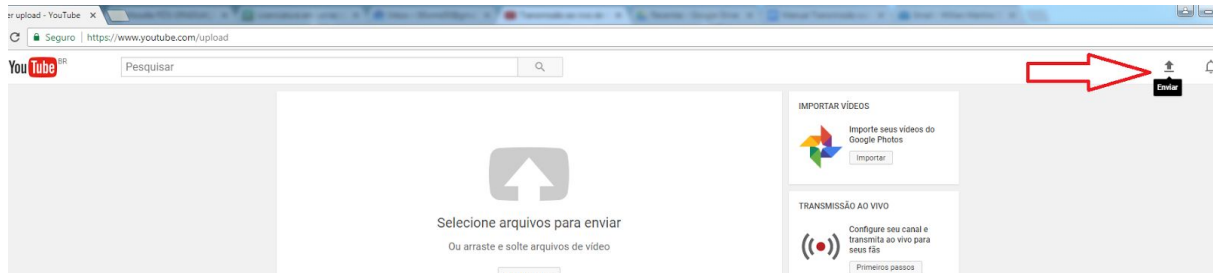 er upload - YouTube
Seguro | https://www.youtube.com/upload
YouTube BR
Pesquisar
Enviar
Selecione arquivos para enviar
Ou arraste e solte arquivos de vídeo
IMPORTAR VÍDEOS
Importe seus vídeos do
Google Photos
Importar
TRANSMISSÃO AO VIVO
Configure seu canal e
transmita ao vivo para
seus fãs
Primeiros passos